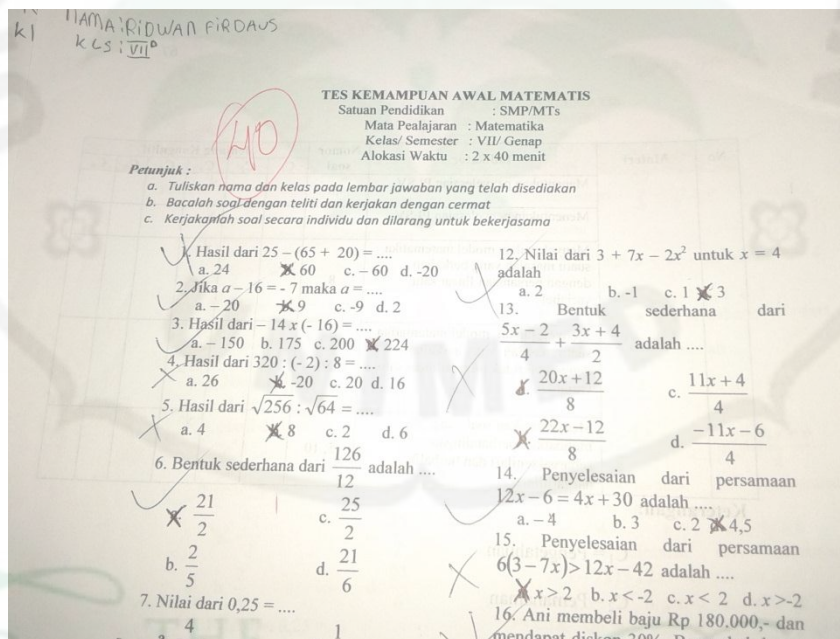 K1
NAMA: RiDWAN FiRDAUS
KLS : VII D
40
TES KEMAMPUAN AWAL MATEMATIS
Satuan Pendidikan : SMP/MTs
Mata Pealajaran : Matematika
Kelas/ Semester : VII/ Genap
Alokasi Waktu : 2 x 40 menit
Petunjuk :
a. Tuliskan nama dan kelas pada lembar jawaban yang telah disediakan
b. Bacalah soal dengan teliti dan kerjakan dengan cermat
c. Kerjakanlah soal secara individu dan dilarang untuk bekerjasama
1. Hasil dari 25 – (65 + 20) = ....
a. 24 b. 60 c. – 60 d. -20
2. Jika a – 16 = - 7 maka a = ....
a. – 20 b. 9 c. -9 d. 2
3. Hasil dari – 14 x (- 16) = ....
a. – 150 b. 175 c. 200 d. 224
4. Hasil dari 320 : (- 2) : 8 = ....
a. 26 b. -20 c. 20 d. 16
5. Hasil dari √256 : √64 = ....
a. 4 b. 8 c. 2 d. 6
6. Bentuk sederhana dari 126/12 adalah ....
a. 21/2 c. 25/2
b. 2/5 d. 21/6
7. Nilai dari 0,25 = ....
4 1
12. Nilai dari 3 + 7x – 2x² untuk x = 4
adalah
a. 2 b. -1 c. 1 d. 3
13. Bentuk sederhana dari
(5x – 2)/4 + (3x + 4)/2 adalah ....
a. (20x + 12)/8 c. (11x + 4)/4
b. (22x – 12)/8 d. (–11x – 6)/4
14. Penyelesaian dari persamaan
12x – 6 = 4x + 30 adalah ....
a. – 4 b. 3 c. 2 d. 4,5
15. Penyelesaian dari persamaan
6(3 – 7x) > 12x – 42 adalah ....
a. x > 2 b. x < -2 c. x < 2 d. x >-2
16. Ani membeli baju Rp 180.000,- dan
mendapat diskon 20%